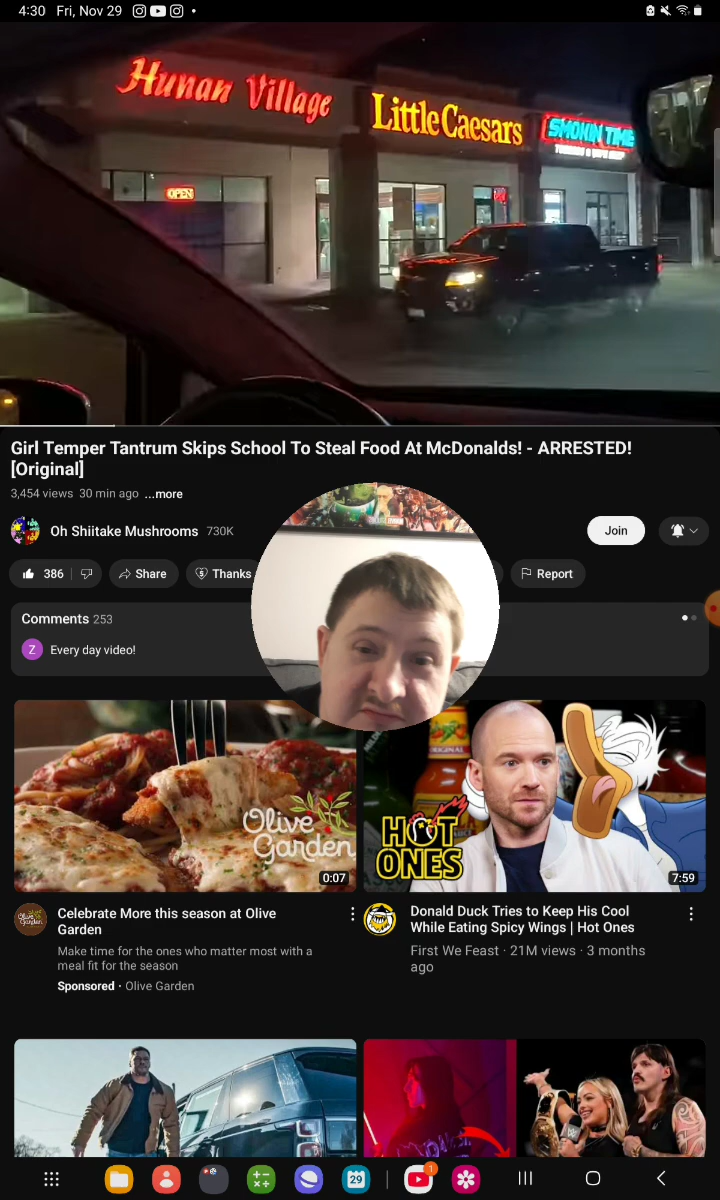 4:30 Fri, Nov 29
Hunan Village
Little Caesars
SMOKIN TIME
OPEN
Girl Temper Tantrum Skips School To Steal Food At McDonalds! - ARRESTED!
[Original]
3,454 views 30 min ago ...more
Oh Shiitake Mushrooms 730K
Join
386
Share
Thanks
Report
Comments 253
Z
Every day video!
ORIGINAL
Olive
Garden
0:07
HOT
ONES
7:59
Celebrate More this season at Olive
Garden
Make time for the ones who matter most with a
meal fit for the season
Sponsored · Olive Garden
Donald Duck Tries to Keep His Cool
While Eating Spicy Wings | Hot Ones
First We Feast · 21M views · 3 months
ago
29
1